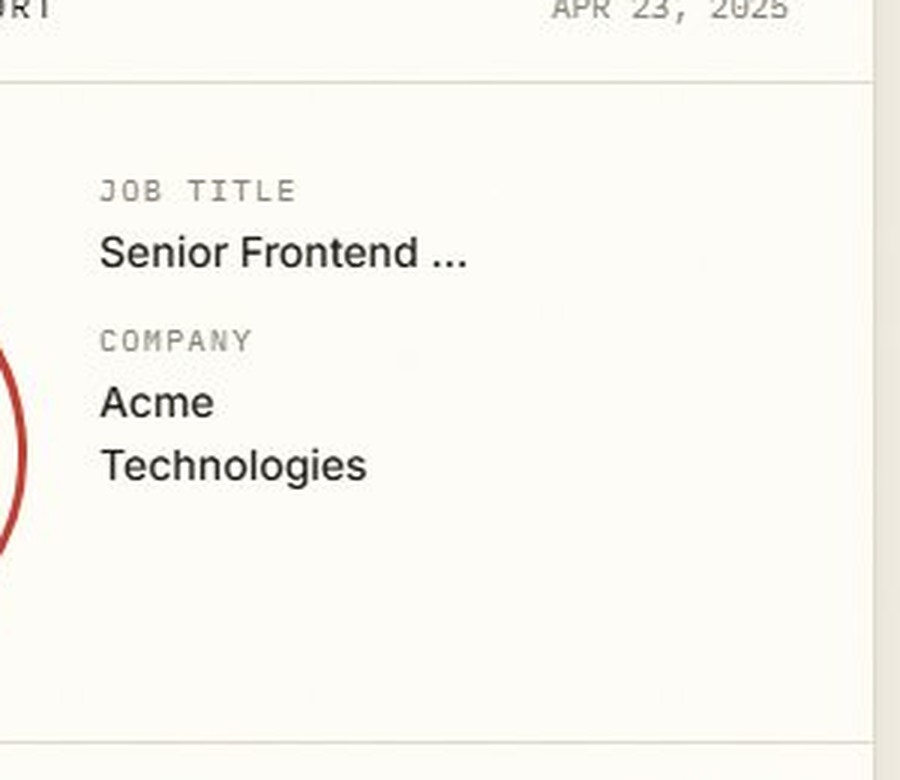 APR 23, 2025
JOB TITLE
Senior Frontend ...
COMPANY
Acme
Technologies